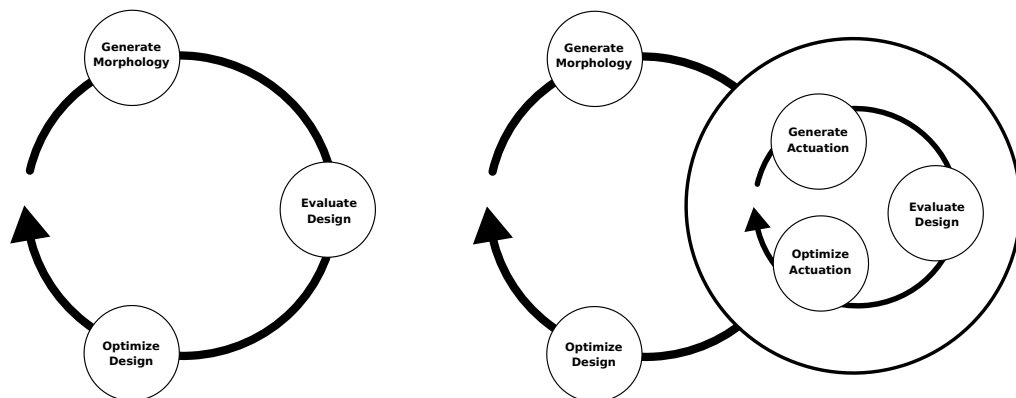 Generate
Morphology
Evaluate
Design
Optimize
Design
Generate
Morphology
Generate
Actuation
Evaluate
Design
Optimize
Actuation
Optimize
Design